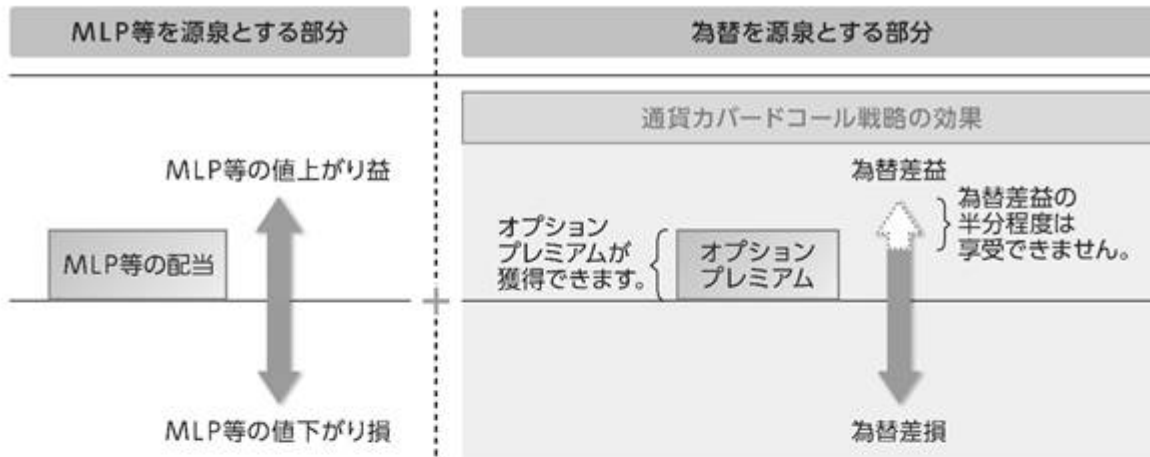 MLP等を源泉とする部分
為替を源泉とする部分
通貨カバードコール戦略の効果
MLP等の値上がり益
MLP等の配当
MLP等の値下がり損
為替差益
為替差益の
半分程度は
享受できません。
オプション
プレミアムが
獲得できます。
オプション
プレミアム
為替差損